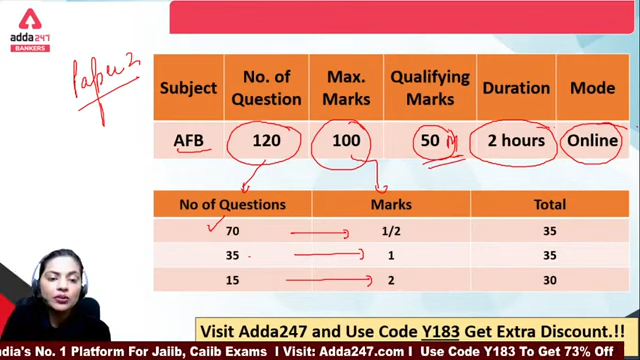 adda247
BANKERS
Paper 2
Subject No. of Question Max. Marks Qualifying Marks Duration Mode
AFB 120 100 50 M 2 hours Online
No of Questions Marks Total
70 1/2 35
35 1 35
15 2 30
Visit Adda247 and Use Code Y183 Get Extra Discount.!!
ndia's No. 1 Platform For Jaiib, Caiib Exams I Visit: Adda247.com I Use Code Y183 To Get 73% Off